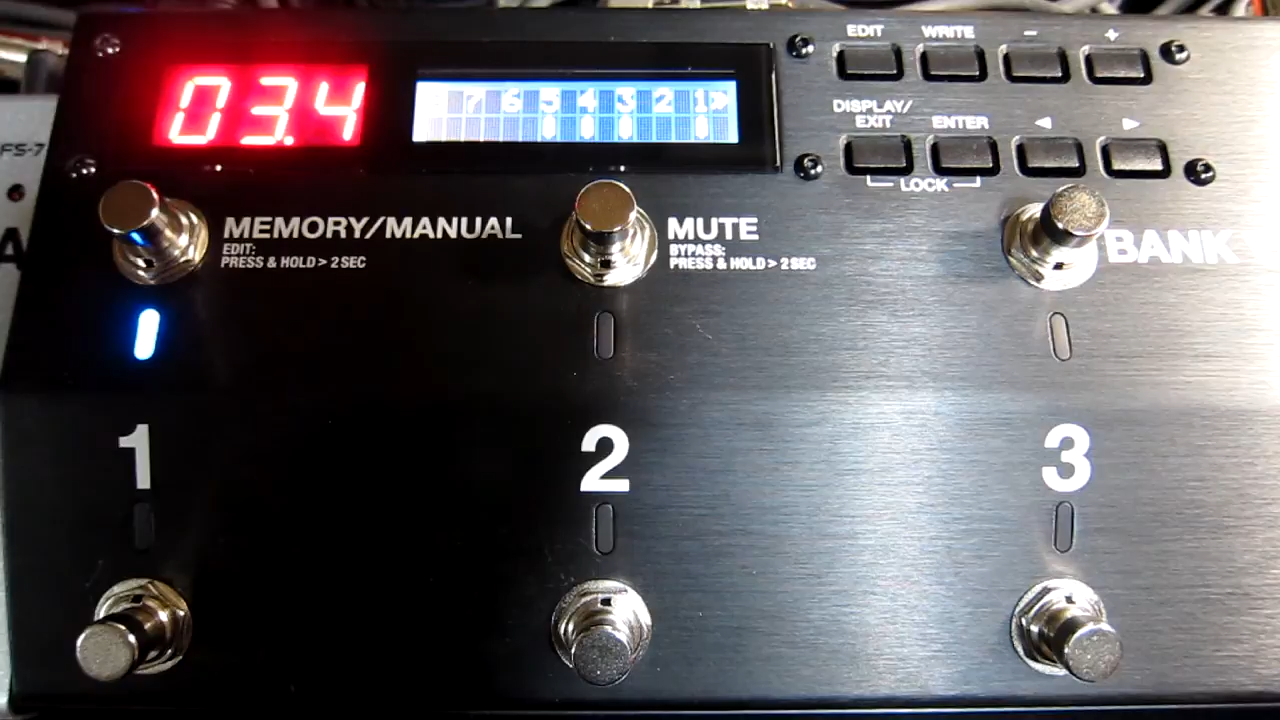 EDIT WRITE - +
03.4
7 6 5 4 3 2 1 »
DISPLAY/
EXIT ENTER ◄ ►
LOCK
FS-7
A
MEMORY/MANUAL
EDIT:
PRESS & HOLD > 2 SEC
MUTE
BYPASS:
PRESS & HOLD > 2 SEC
BANK
1 2 3